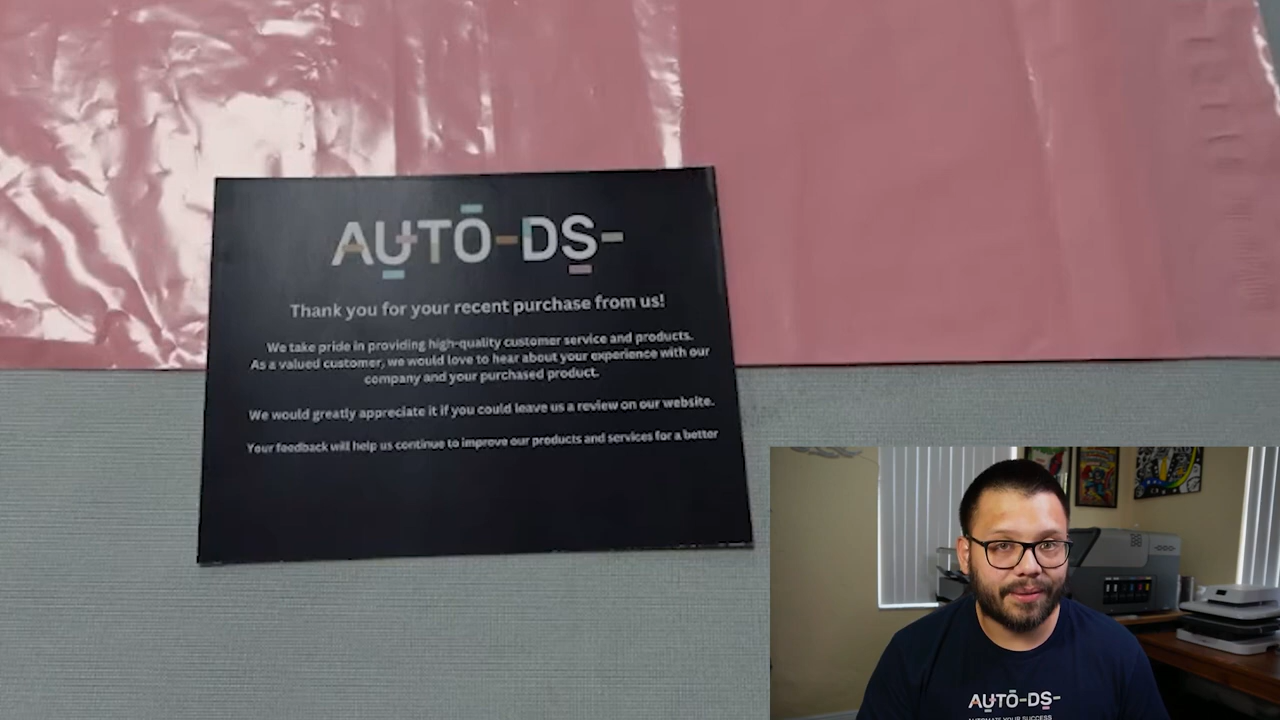 AUTO-DS-
Thank you for your recent purchase from us!
We take pride in providing high-quality customer service and products.
As a valued customer, we would love to hear about your experience with our
company and your purchased product.
We would greatly appreciate it if you could leave us a review on our website.
Your feedback will help us continue to improve our products and services for a better
AUTO-DS-
AUTOMATE YOUR SUCCESS